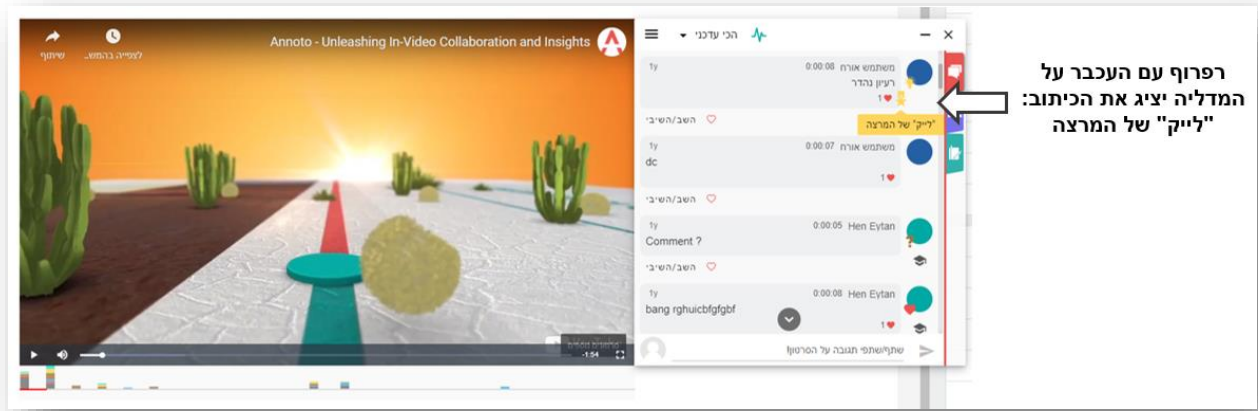 Annoto - Unleashing In-Video Collaboration and Insights
שיתוף
לצפייה בהמש...
-1:54
הכי עדכני
משתמש אורח 0:00:08 1y
רעיון נהדר
1
"לייק" של המרצה
השב/השיבי
משתמש אורח 0:00:07 1y
dc
1
השב/השיבי
Hen Eytan 0:00:05 1y
Comment ?
השב/השיבי
Hen Eytan 0:00:08 1y
bang rghuicbfgfgbf
1
שתף/שתפי תגובה על הסרטון!
רפרוף עם העכבר על
המדליה יציג את הכיתוב:
"לייק" של המרצה